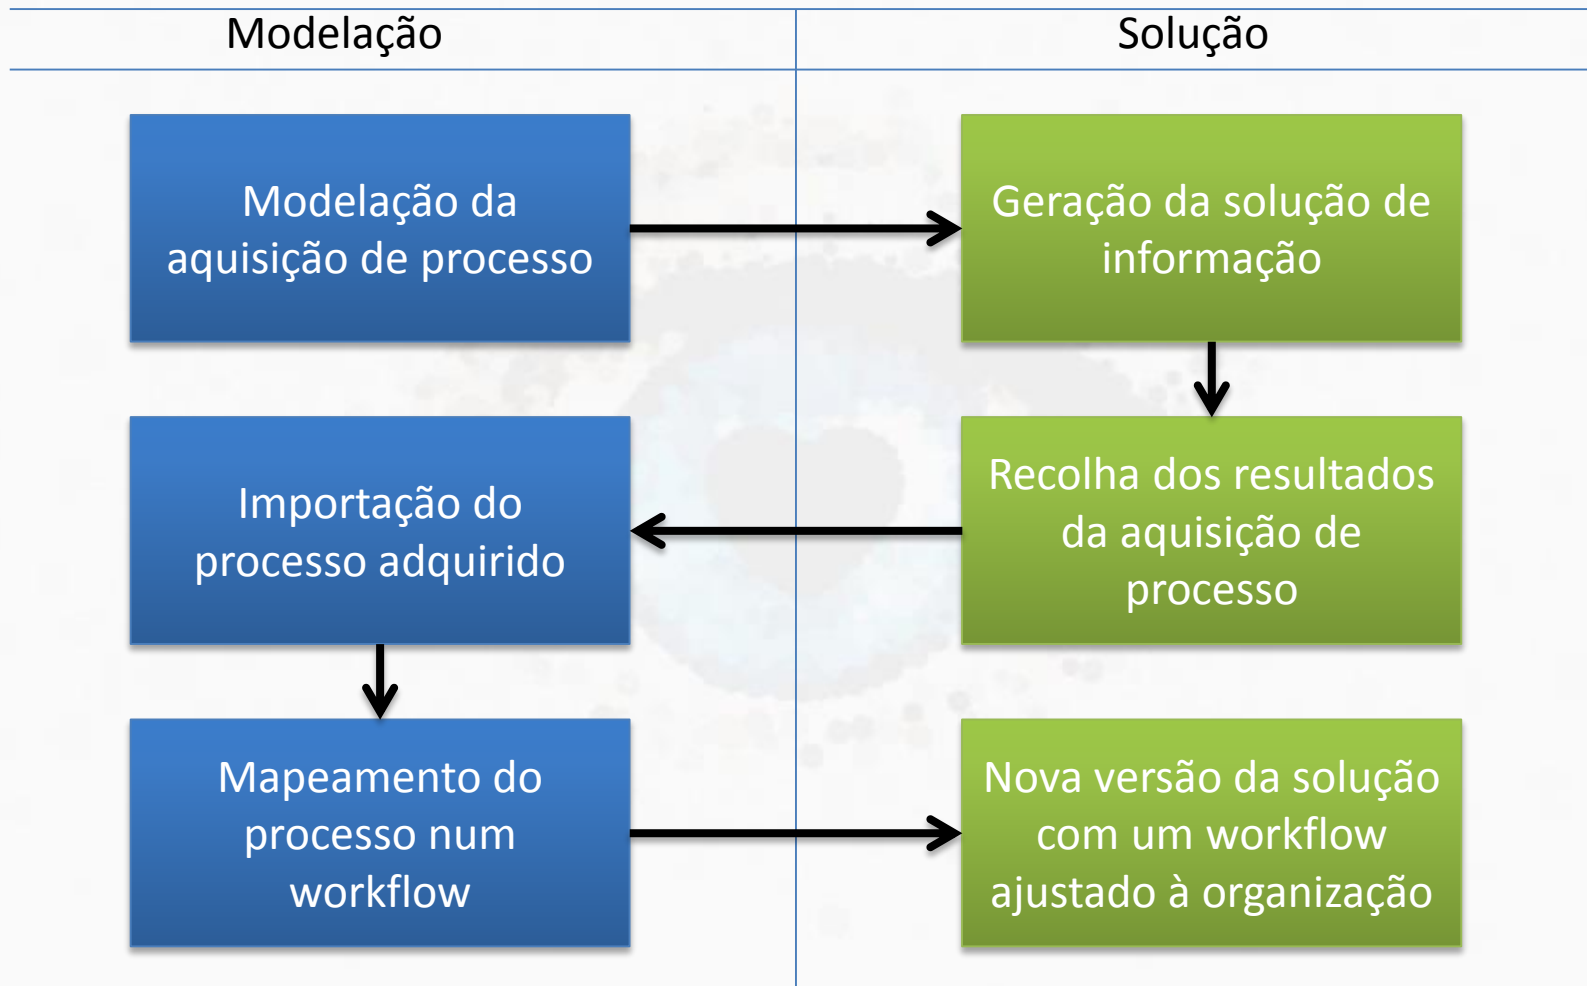 Modelação
Solução
Modelação da
aquisição de processo
Geração da solução de
informação
Importação do
processo adquirido
Recolha dos resultados
da aquisição de
processo
Mapeamento do
processo num
workflow
Nova versão da solução
com um workflow
ajustado à organização